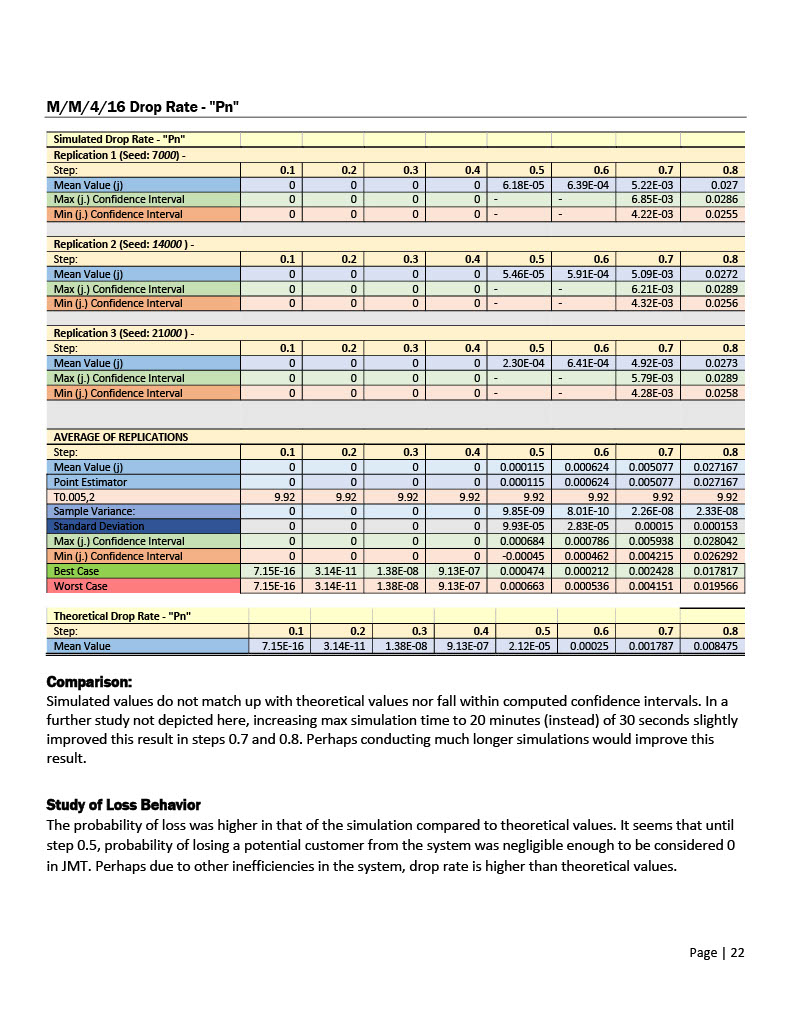 M/M/4/16 Drop Rate - "Pn"
Simulated Drop Rate - "Pn"
Replication 1 (Seed: 7000) -
Step: 0.1 0.2 0.3 0.4 0.5 0.6 0.7 0.8
Mean Value (j) 0 0 0 0 6.18E-05 6.39E-04 5.22E-03 0.027
Max (j.) Confidence Interval 0 0 0 0 - - 6.85E-03 0.0286
Min (j.) Confidence Interval 0 0 0 0 - - 4.22E-03 0.0255
Replication 2 (Seed: 14000 ) -
Step: 0.1 0.2 0.3 0.4 0.5 0.6 0.7 0.8
Mean Value (j) 0 0 0 0 5.46E-05 5.91E-04 5.09E-03 0.0272
Max (j.) Confidence Interval 0 0 0 0 - - 6.21E-03 0.0289
Min (j.) Confidence Interval 0 0 0 0 - - 4.32E-03 0.0256
Replication 3 (Seed: 21000 ) -
Step: 0.1 0.2 0.3 0.4 0.5 0.6 0.7 0.8
Mean Value (j) 0 0 0 0 2.30E-04 6.41E-04 4.92E-03 0.0273
Max (j.) Confidence Interval 0 0 0 0 - - 5.79E-03 0.0289
Min (j.) Confidence Interval 0 0 0 0 - - 4.28E-03 0.0258
AVERAGE OF REPLICATIONS
Step: 0.1 0.2 0.3 0.4 0.5 0.6 0.7 0.8
Mean Value (j) 0 0 0 0 0.000115 0.000624 0.005077 0.027167
Point Estimator 0 0 0 0 0.000115 0.000624 0.005077 0.027167
T0.005,2 9.92 9.92 9.92 9.92 9.92 9.92 9.92 9.92
Sample Variance: 0 0 0 0 9.85E-09 8.01E-10 2.26E-08 2.33E-08
Standard Deviation 0 0 0 0 9.93E-05 2.83E-05 0.00015 0.000153
Max (j.) Confidence Interval 0 0 0 0 0.000684 0.000786 0.005938 0.028042
Min (j.) Confidence Interval 0 0 0 0 -0.00045 0.000462 0.004215 0.026292
Best Case 7.15E-16 3.14E-11 1.38E-08 9.13E-07 0.000474 0.000212 0.002428 0.017817
Worst Case 7.15E-16 3.14E-11 1.38E-08 9.13E-07 0.000663 0.000536 0.004151 0.019566
Theoretical Drop Rate - "Pn"
Step: 0.1 0.2 0.3 0.4 0.5 0.6 0.7 0.8
Mean Value 7.15E-16 3.14E-11 1.38E-08 9.13E-07 2.12E-05 0.00025 0.001787 0.008475
Comparison:
Simulated values do not match up with theoretical values nor fall within computed confidence intervals. In a
further study not depicted here, increasing max simulation time to 20 minutes (instead) of 30 seconds slightly
improved this result in steps 0.7 and 0.8. Perhaps conducting much longer simulations would improve this
result.
Study of Loss Behavior
The probability of loss was higher in that of the simulation compared to theoretical values. It seems that until
step 0.5, probability of losing a potential customer from the system was negligible enough to be considered 0
in JMT. Perhaps due to other inefficiencies in the system, drop rate is higher than theoretical values.
Page | 22